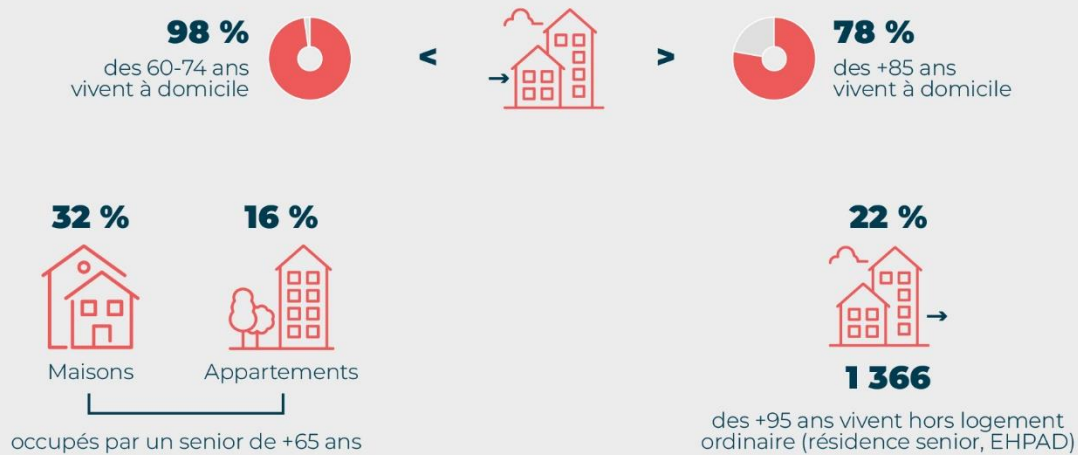 98 %
des 60-74 ans
vivent à domicile
<
>
78 %
des +85 ans
vivent à domicile
32 %
Maisons
16 %
Appartements
occupés par un senior de +65 ans
22 %
1 366
des +95 ans vivent hors logement
ordinaire (résidence senior, EHPAD)